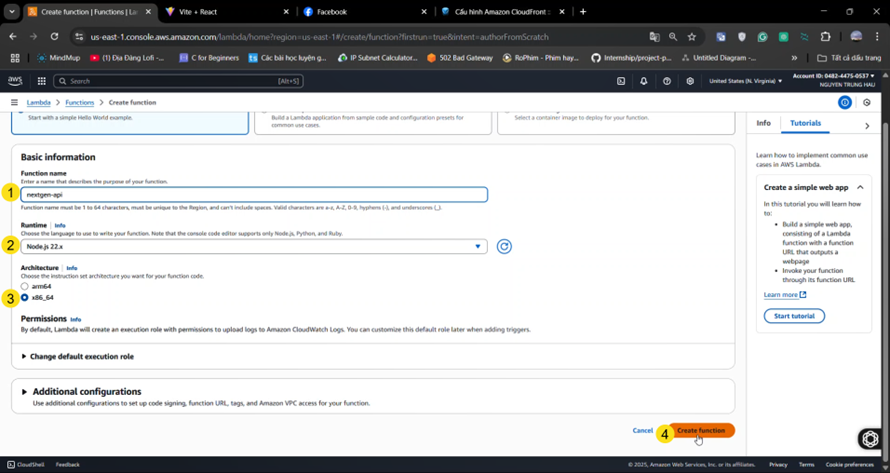 Create function | Functions | Lam
Vite + React
Facebook
Cấu hình Amazon CloudFront ::
us-east-1.console.aws.amazon.com/lambda/home?region=us-east-1#/create/function?firstrun=true&intent=authorFromScratch
MindMup
(1) Địa Đàng Lofi -...
C for Beginners
Các bài học luyện g...
IP Subnet Calculator...
502 Bad Gateway
RoPhim - Phim hay...
Internship/project-p...
Untitled Diagram -...
Tất cả dấu trang
aws
Search
[Alt+S]
United States (N. Virginia)
Account ID: 0482-4475-0537
NGUYEN TRUNG HAU
Lambda > Functions > Create function
Start with a simple Hello World example.
Build a Lambda application from sample code and configuration presets for common use cases.
Select a container image to deploy for your function.
Info
Tutorials
Basic information
Function name
Enter a name that describes the purpose of your function.
1
nextgen-api
Function name must be 1 to 64 characters, must be unique to the Region, and can't include spaces. Valid characters are a-z, A-Z, 0-9, hyphens (-), and underscores (_).
Runtime Info
Choose the language to use to write your function. Note that the console code editor supports only Node.js, Python, and Ruby.
2
Node.js 22.x
Architecture Info
Choose the instruction set architecture you want for your function code.
arm64
3
x86_64
Permissions Info
By default, Lambda will create an execution role with permissions to upload logs to Amazon CloudWatch Logs. You can customize this default role later when adding triggers.
Change default execution role
Additional configurations
Use additional configurations to set up code signing, function URL, tags, and Amazon VPC access for your function.
Cancel
4
Create function
Learn how to implement common use
cases in AWS Lambda.
Create a simple web app
In this tutorial you will learn how
to:
• Build a simple web app,
consisting of a Lambda
function with a function
URL that outputs a
webpage
• Invoke your function
through its function URL
Learn more
Start tutorial
CloudShell
Feedback
© 2025, Amazon Web Services, Inc. or its affiliates.
Privacy
Terms
Cookie preferences